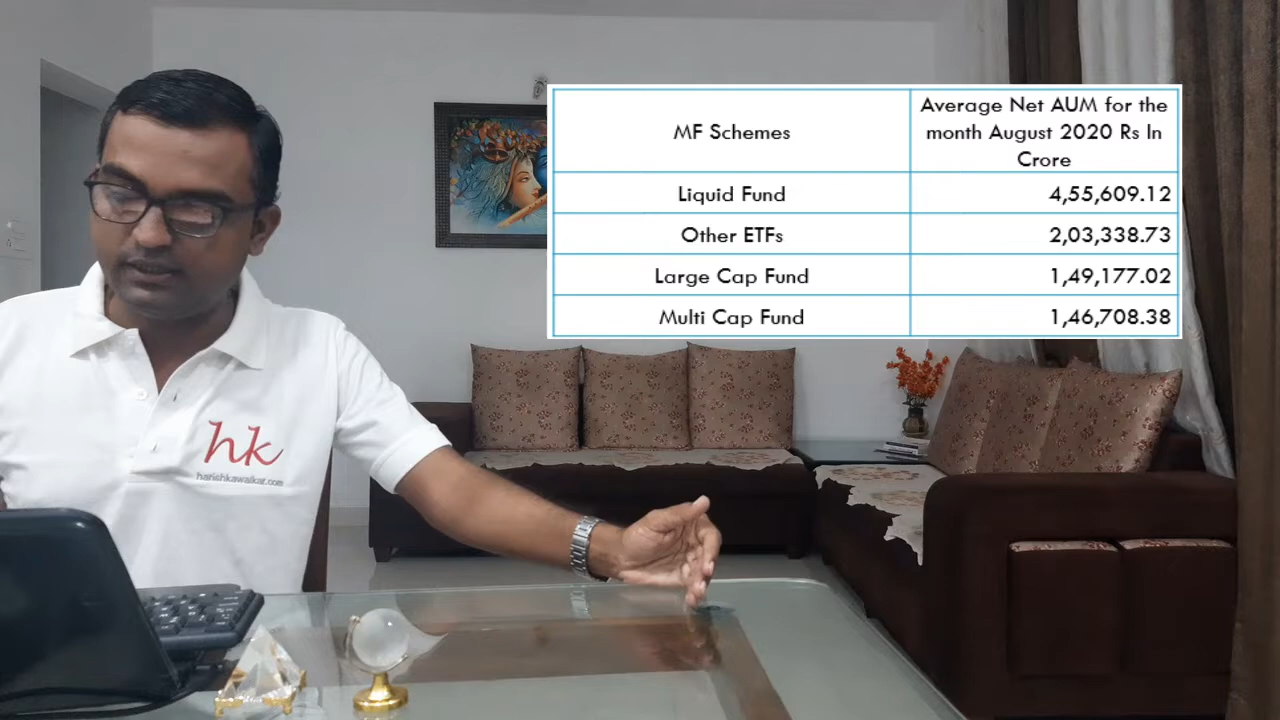 MF Schemes
Average Net AUM for the
month August 2020 Rs In
Crore
Liquid Fund 4,55,609.12
Other ETFs 2,03,338.73
Large Cap Fund 1,49,177.02
Multi Cap Fund 1,46,708.38
hk
harishkawalkar.com